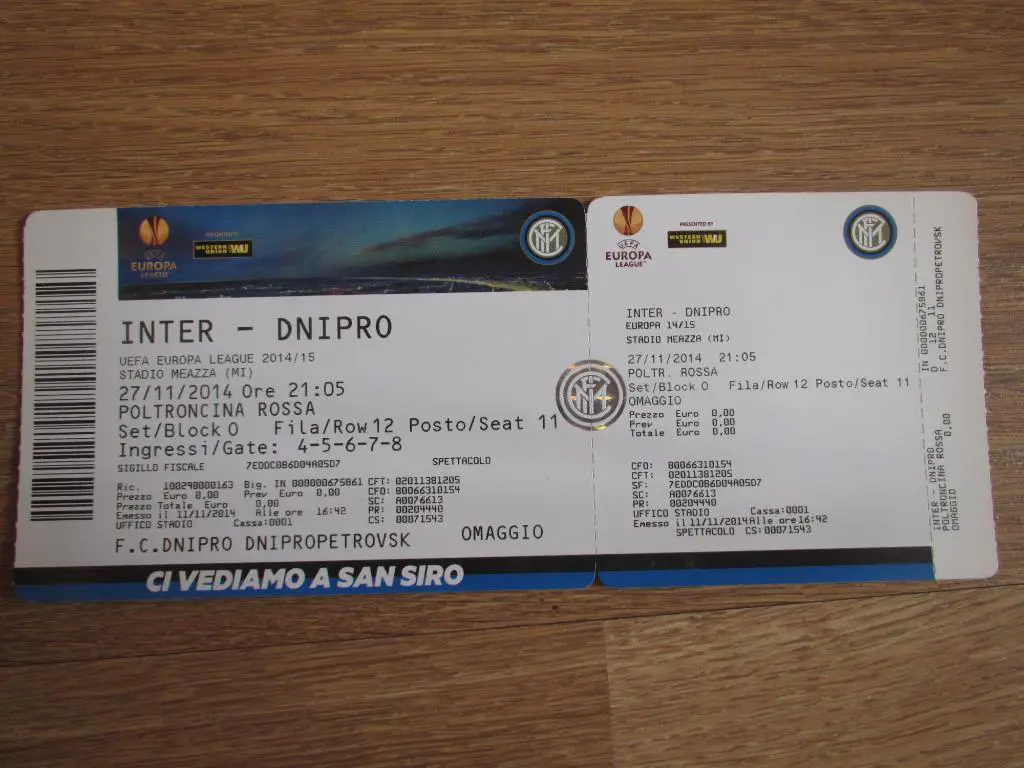 UEFA
EUROPA
LEAGUE
PRESENTED BY
WESTERN
UNION WU
INTER - DNIPRO
UEFA EUROPA LEAGUE 2014/15
STADIO MEAZZA (MI)
27/11/2014 Ore 21:05
POLTRONCINA ROSSA
Set/Block O Fila/Row 12 Posto/Seat 11
Ingressi/Gate: 4-5-6-7-8
SIGILLO FISCALE 7EDDC0B6D04A05D7 SPETTACOLO
Ric. 100290000163 Big. IN 000000675861 CFT: 02011381205
Prezzo Euro 0,00 Prev Euro 0,00 CFO: 80066310154
Prezzo Totale Euro 0,00 SC: A0076613
Emesso il 11/11/2014 Alle ore 16:42 PR: 00204440
UFFICO STADIO Cassa:0001 CS: 00071543
F.C.DNIPRO DNIPROPETROVSK OMAGGIO
CI VEDIAMO A SAN SIRO
UEFA
EUROPA
LEAGUE
PRESENTED BY
WESTERN
UNION WU
INTER - DNIPRO
EUROPA 14/15
STADIO MEAZZA (MI)
27/11/2014 21:05
POLTR. ROSSA
Set/Block O Fila/Row 12 Posto/Seat 11
OMAGGIO
Prezzo Euro 0,00
Prev Euro 0,00
Totale Euro 0,00
CFO: 80066310154
CFT: 02011381205
SF: 7EDDC0B6D04A05D7
SC: A0076613
PR: 00204440
UFFICO STADIO Cassa:0001
Emesso il 11/11/2014 Alle ore 16:42
SPETTACOLO CS: 00071543
IN 000000675861
O 12 11
F.C.DNIPRO DNIPROPETROVSK
INTER - DNIPRO
POLTRONCINA ROSSA
OMAGGIO 0,00